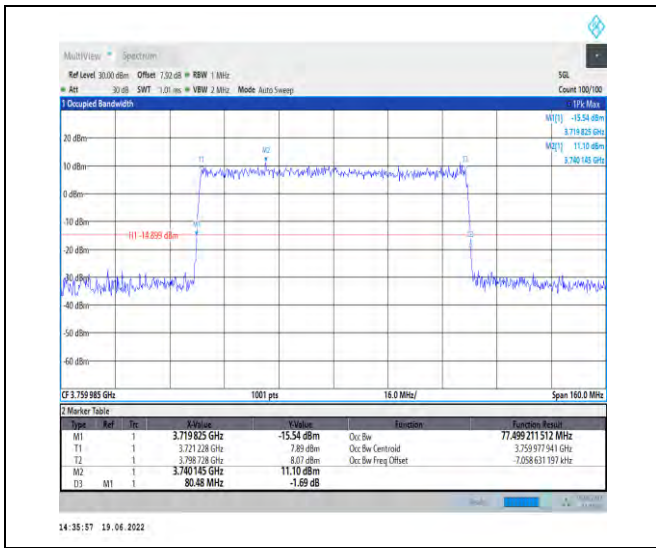 MultiView Spectrum
Ref Level 30.00 dBm Offset 7.92 dB RBW 1 MHz SGL
Att 30 dB SWT 1.01 ms VBW 2 MHz Mode Auto Sweep Count 100/100
1 Occupied Bandwidth 1Pk Max
M1[1] -15.54 dBm
3.719 825 GHz
M2[1] 11.10 dBm
3.740 145 GHz
20 dBm
M2
T1 T2
10 dBm
0 dBm
-10 dBm
M1
H1 -14.899 dBm
D3
-20 dBm
-30 dBm
-40 dBm
-50 dBm
-60 dBm
CF 3.759 985 GHz 1001 pts 16.0 MHz/ Span 160.0 MHz
2 Marker Table
Type Ref Trc X-Value Y-Value Function Function Result
M1 1 3.719 825 GHz -15.54 dBm Occ Bw 77.499 211 512 MHz
T1 1 3.721 228 GHz 7.89 dBm Occ Bw Centroid 3.759 977 941 GHz
T2 1 3.798 728 GHz 8.07 dBm Occ Bw Freq Offset -7.058 631 197 kHz
M2 1 3.740 145 GHz 11.10 dBm
D3 M1 1 80.48 MHz -1.69 dB
14:35:57 19.06.2022